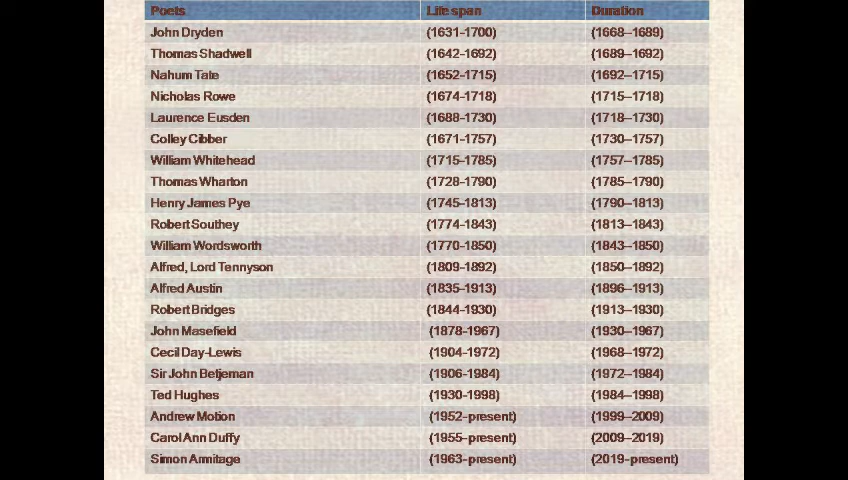 Poets Life span Duration
John Dryden (1631-1700) (1668–1689)
Thomas Shadwell (1642-1692) (1689–1692)
Nahum Tate (1652-1715) (1692–1715)
Nicholas Rowe (1674-1718) (1715–1718)
Laurence Eusden (1688-1730) (1718–1730)
Colley Cibber (1671-1757) (1730–1757)
William Whitehead (1715-1785) (1757–1785)
Thomas Wharton (1728-1790) (1785–1790)
Henry James Pye (1745-1813) (1790–1813)
Robert Southey (1774-1843) (1813–1843)
William Wordsworth (1770-1850) (1843–1850)
Alfred, Lord Tennyson (1809-1892) (1850–1892)
Alfred Austin (1835-1913) (1896–1913)
Robert Bridges (1844-1930) (1913–1930)
John Masefield (1878-1967) (1930–1967)
Cecil Day-Lewis (1904-1972) (1968–1972)
Sir John Betjeman (1906-1984) (1972–1984)
Ted Hughes (1930-1998) (1984–1998)
Andrew Motion (1952-present) (1999–2009)
Carol Ann Duffy (1955-present) (2009–2019)
Simon Armitage (1963-present) (2019-present)